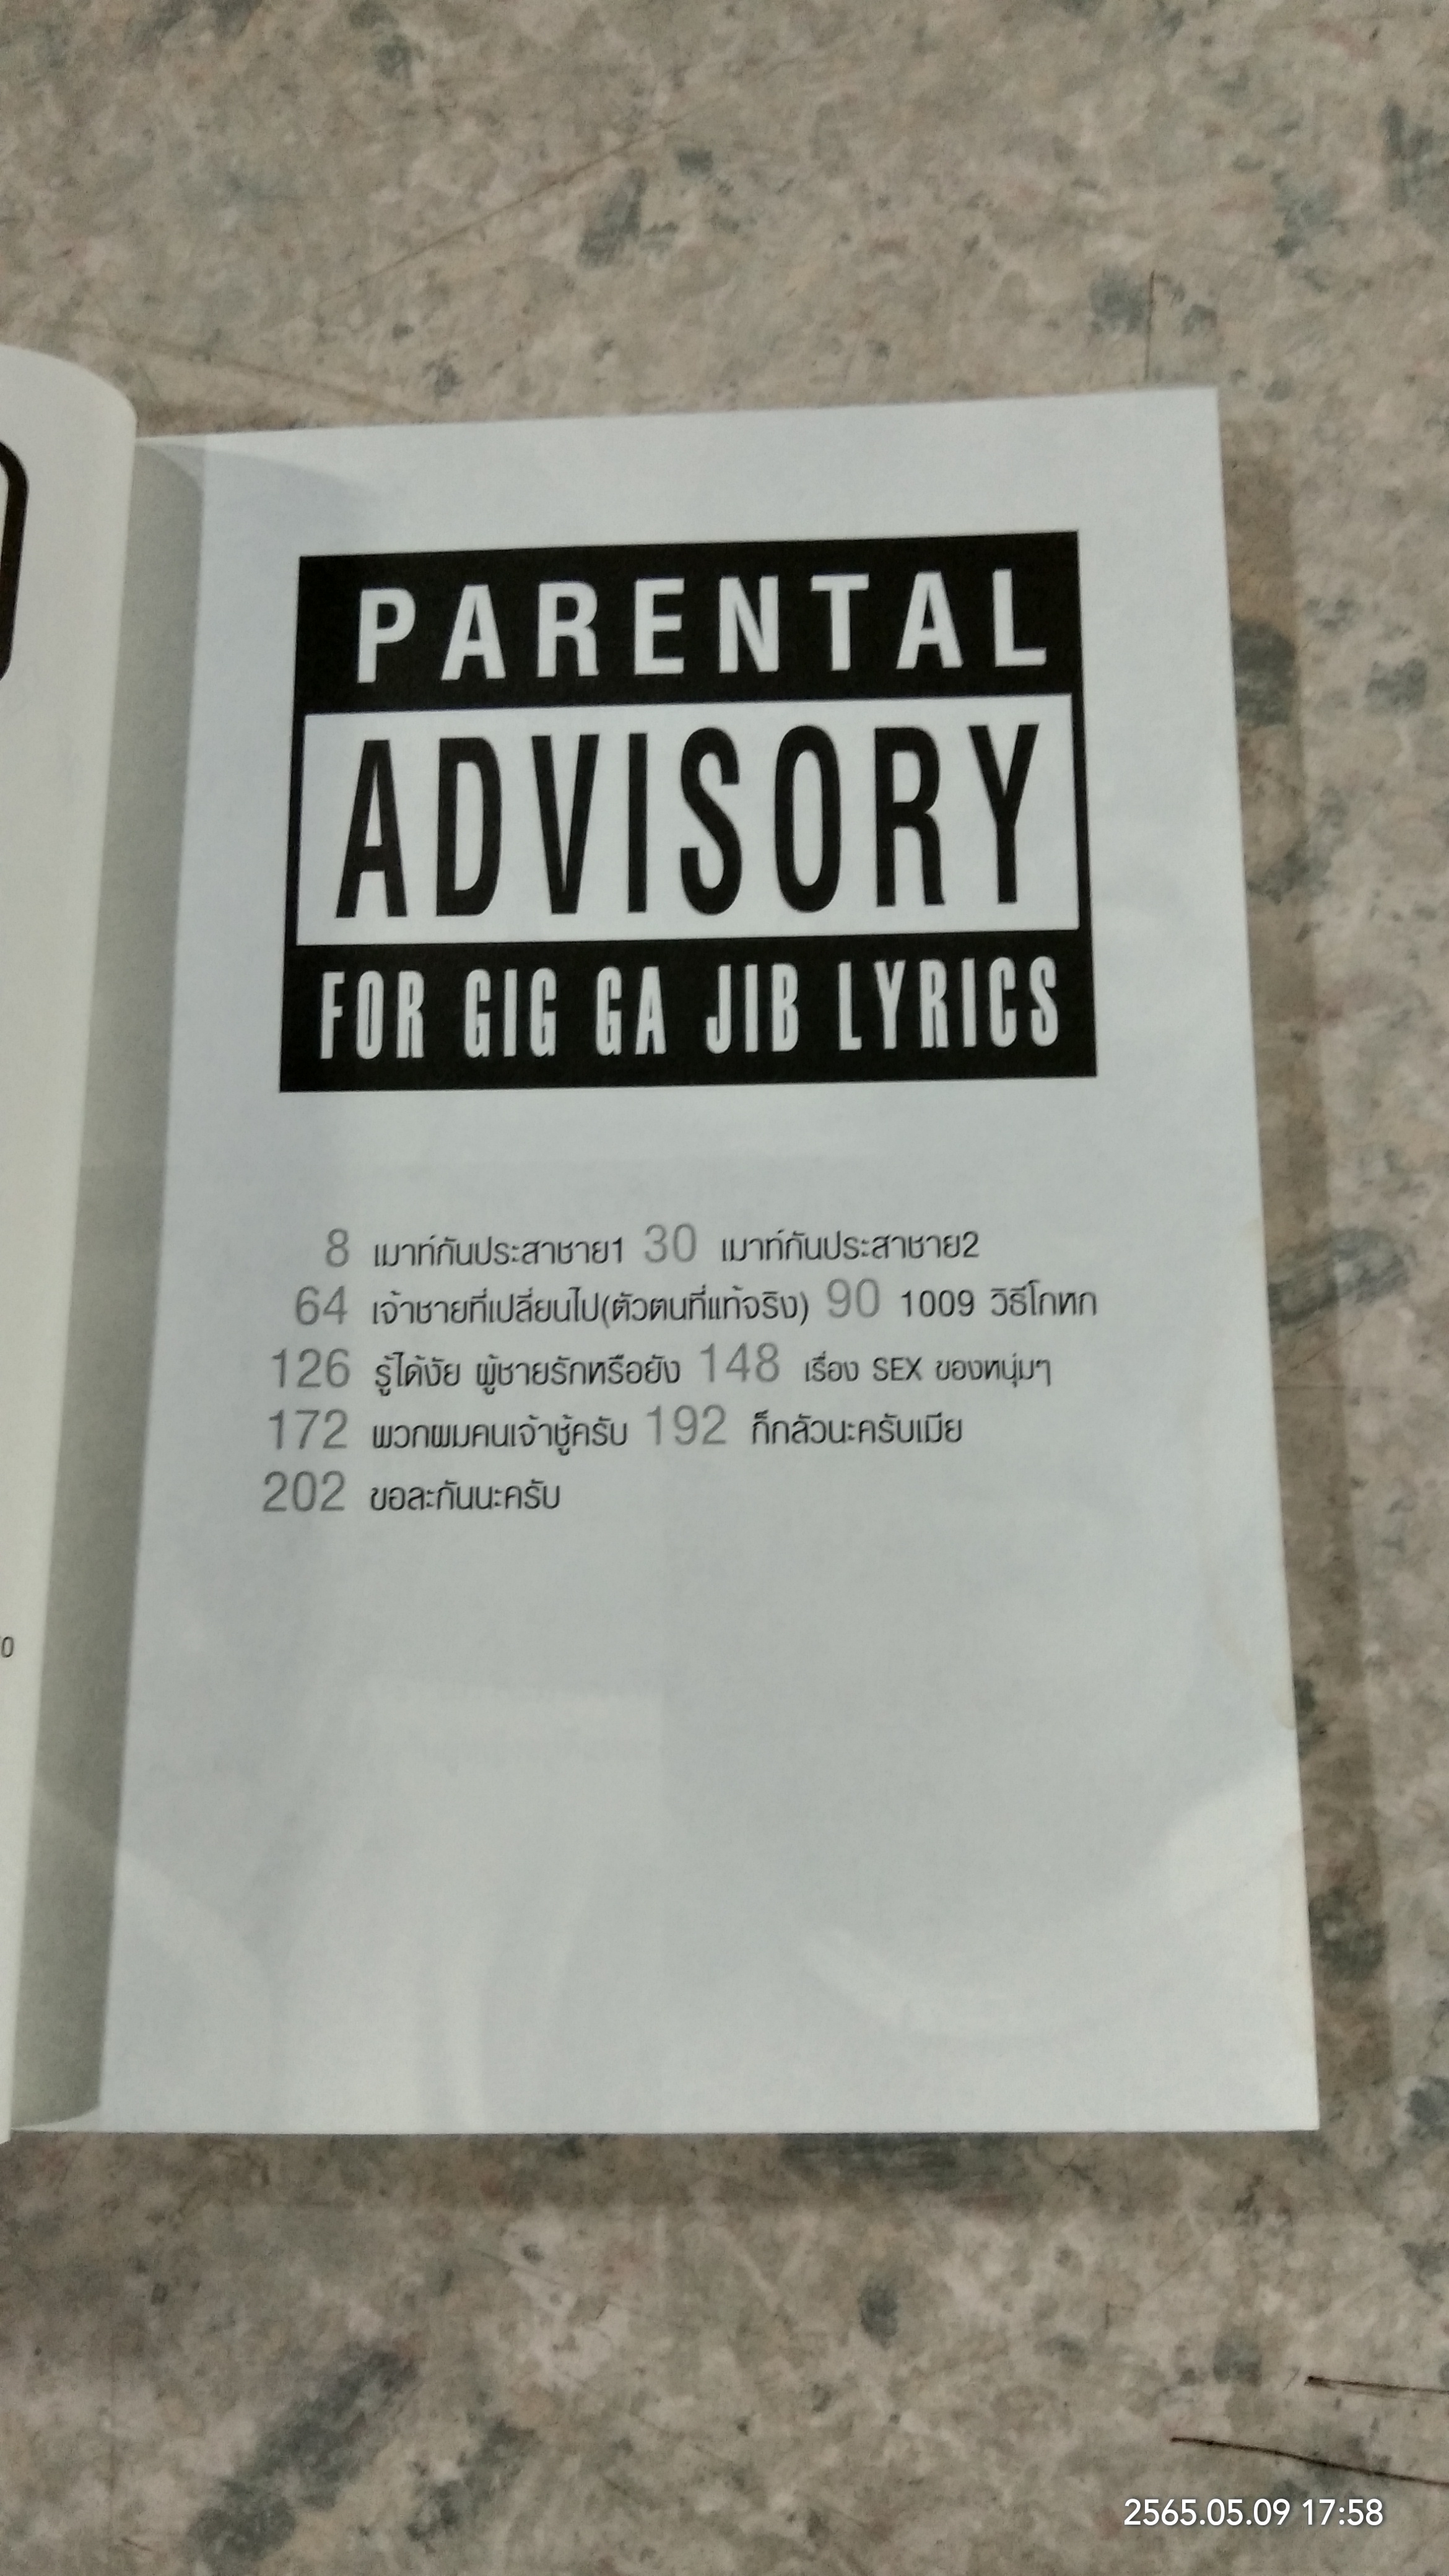 PARENTAL
ADVISORY
FOR GIG GA JIB LYRICS
8 เมาท์กันประสาชาย1 30 เมาท์กันประสาชาย2
64 เจ้าชายที่เปลี่ยนไป(ตัวตนที่แท้จริง) 90 1009 วิธีโกหก
126 รู้ได้งัย ผู้ชายรักหรือยัง 148 เรื่อง SEX ของหนุ่มๆ
172 พวกผมคนเจ้าชู้ครับ 192 ก็กลัวนะครับเมีย
202 ขอละกันนะครับ
2565.05.09 17:58